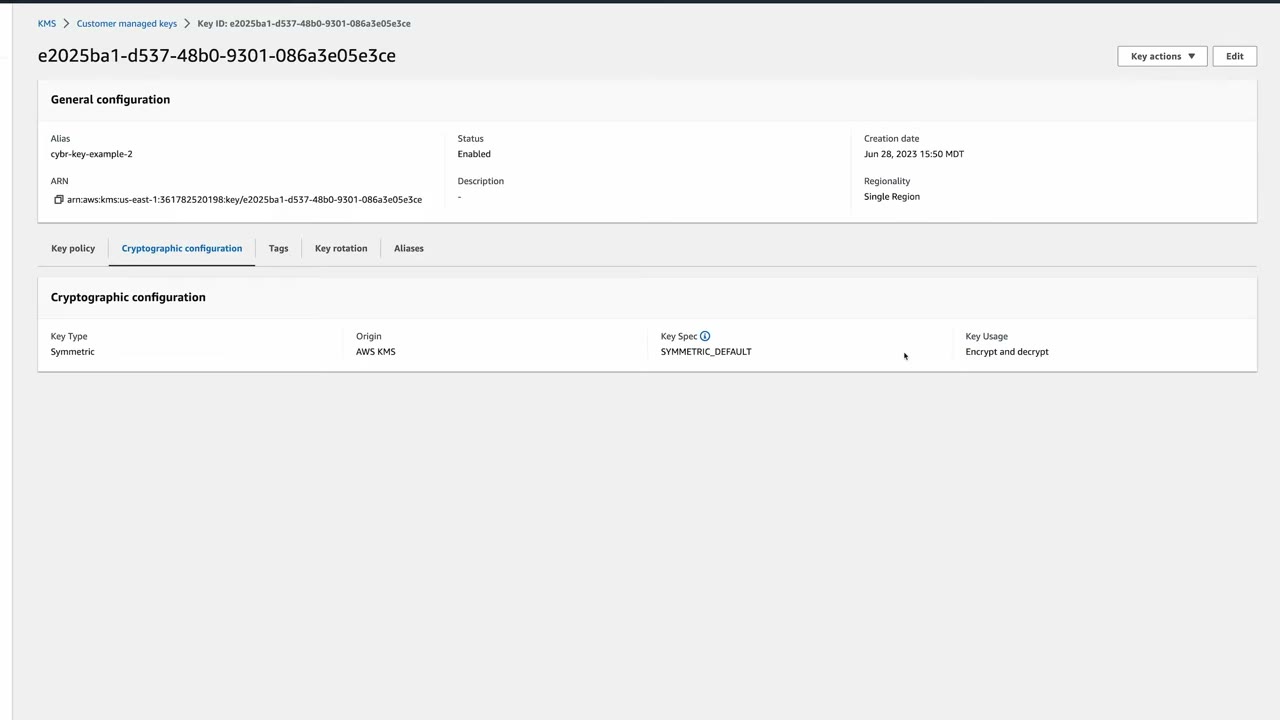 KMS > Customer managed keys > Key ID: e2025ba1-d537-48b0-9301-086a3e05e3ce
e2025ba1-d537-48b0-9301-086a3e05e3ce
Key actions
Edit
General configuration
Alias
cybr-key-example-2
Status
Enabled
Creation date
Jun 28, 2023 15:50 MDT
ARN
arn:aws:kms:us-east-1:361782520198:key/e2025ba1-d537-48b0-9301-086a3e05e3ce
Description
-
Regionality
Single Region
Key policy
Cryptographic configuration
Tags
Key rotation
Aliases
Cryptographic configuration
Key Type
Symmetric
Origin
AWS KMS
Key Spec
SYMMETRIC_DEFAULT
Key Usage
Encrypt and decrypt